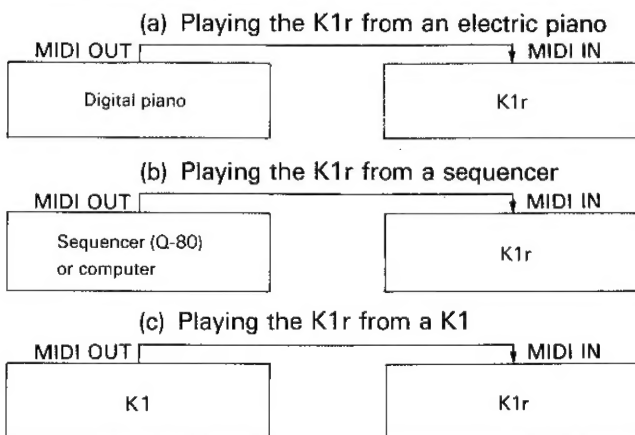 (a) Playing the K1r from an electric piano
MIDI OUT MIDI IN
Digital piano K1r
(b) Playing the K1r from a sequencer
MIDI OUT MIDI IN
Sequencer (Q-80)
or computer
K1r
(c) Playing the K1r from a K1
MIDI OUT MIDI IN
K1 K1r